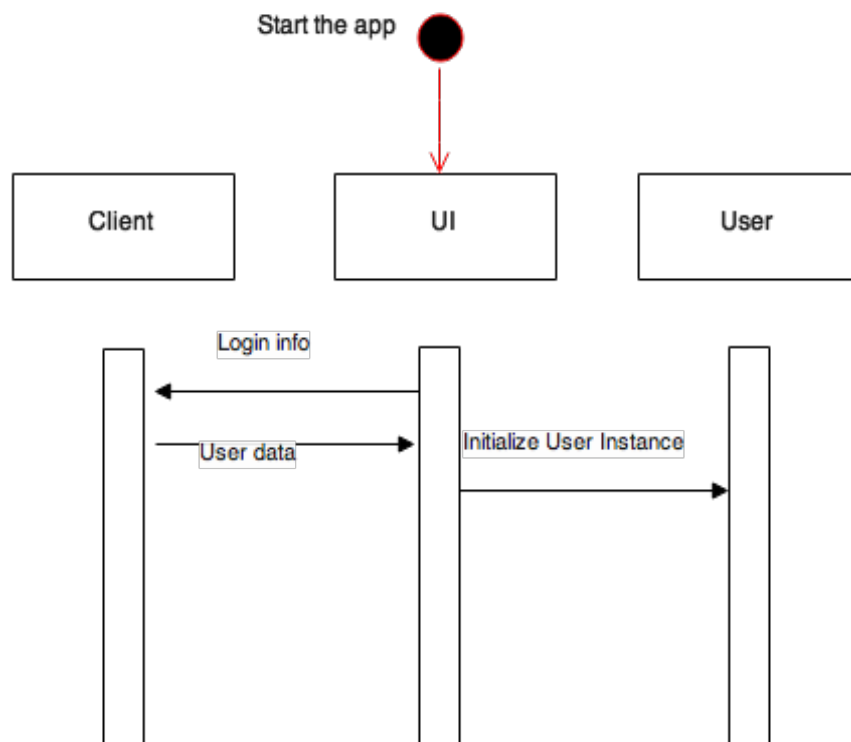 Start the app
Client
UI
User
Login info
User data
Initialize User Instance